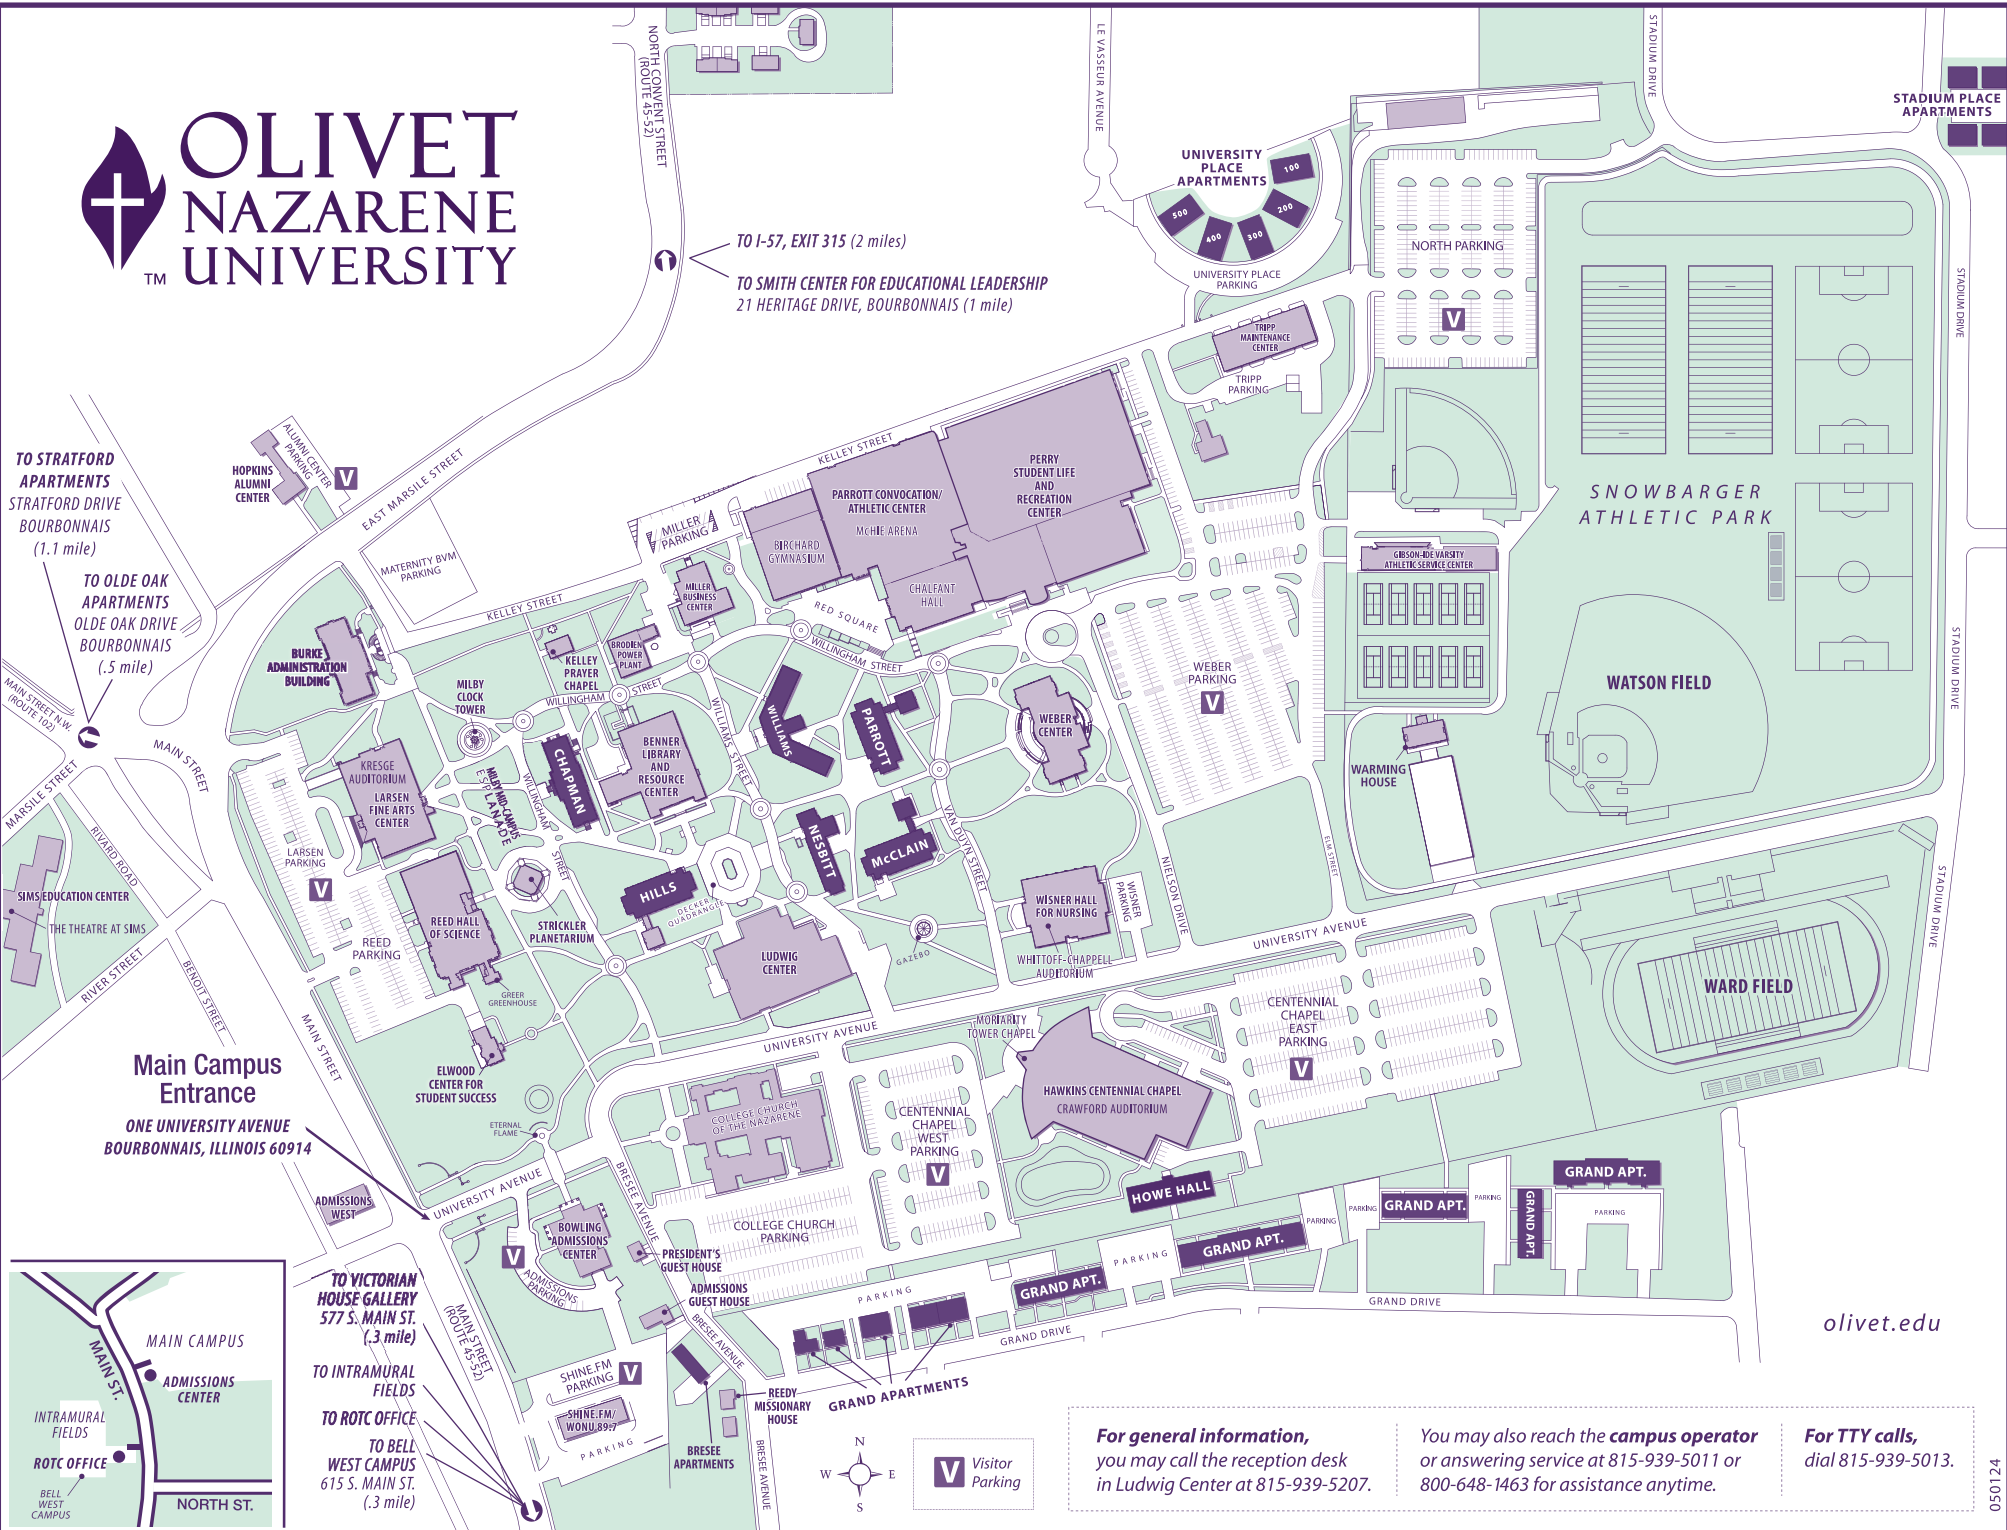 OLIVET
NAZARENE
UNIVERSITY
TM
NORTH CONVENT STREET
(ROUTE 45-52)
LE VASSEUR AVENUE
STADIUM DRIVE
STADIUM PLACE
APARTMENTS
UNIVERSITY
PLACE
APARTMENTS
100
200
300
400
500
UNIVERSITY PLACE
PARKING
NORTH PARKING
V
TO I-57, EXIT 315 (2 miles)
TO SMITH CENTER FOR EDUCATIONAL LEADERSHIP
21 HERITAGE DRIVE, BOURBONNAIS (1 mile)
TRIPP
MAINTENANCE
CENTER
TRIPP
PARKING
STADIUM DRIVE
SNOWBARGER
ATHLETIC PARK
TO STRATFORD
APARTMENTS
STRATFORD DRIVE
BOURBONNAIS
(1.1 mile)
TO OLDE OAK
APARTMENTS
OLDE OAK DRIVE
BOURBONNAIS
(.5 mile)
HOPKINS
ALUMNI
CENTER
ALUMNI CENTER
PARKING
V
EAST MARSILE STREET
MATERNITY BVM
PARKING
KELLEY STREET
KELLEY STREET
MILLER
PARKING
PERRY
STUDENT LIFE
AND
RECREATION
CENTER
PARROTT CONVOCATION/
ATHLETIC CENTER
McHIE ARENA
BIRCHARD
GYMNASIUM
CHALFANT
HALL
RED SQUARE
MILLER
BUSINESS
CENTER
BRODIEN
POWER
PLANT
KELLEY
PRAYER
CHAPEL
GIBSON-IDE VARSITY
ATHLETIC SERVICE CENTER
WEBER
PARKING
V
WATSON FIELD
STADIUM DRIVE
WARMING
HOUSE
BURKE
ADMINISTRATION
BUILDING
MILBY
CLOCK
TOWER
WILLINGHAM
STREET
WILLINGHAM STREET
WILLIAMS STREET
WILLIAMS
PARROTT
WEBER
CENTER
MAIN STREET N.W.
(ROUTE 102)
MAIN STREET
MARSILE STREET
RIVARD ROAD
KRESGE
AUDITORIUM
LARSEN
FINE ARTS
CENTER
MILBY MID-CAMPUS
ESPLANADE
WILLINGHAM
STREET
CHAPMAN
BENNER
LIBRARY
AND
RESOURCE
CENTER
NESBITT
McCLAIN
VAN DUYN STREET
NIELSON DRIVE
ELM STREET
LARSEN
PARKING
V
HILLS
DECKER
QUADRANGLE
STRICKLER
PLANETARIUM
REED HALL
OF SCIENCE
REED
PARKING
GREER
GREENHOUSE
SIMS EDUCATION CENTER
THE THEATRE AT SIMS
RIVER STREET
BENOIT STREET
MAIN STREET
LUDWIG
CENTER
GAZEBO
WISNER HALL
FOR NURSING
WISNER
PARKING
WHITTOFF-CHAPPELL
AUDITORIUM
UNIVERSITY AVENUE
STADIUM DRIVE
WARD FIELD
CENTENNIAL
CHAPEL
EAST
PARKING
V
MORIARITY
TOWER CHAPEL
UNIVERSITY AVENUE
HAWKINS CENTENNIAL CHAPEL
CRAWFORD AUDITORIUM
Main Campus
Entrance
ONE UNIVERSITY AVENUE
BOURBONNAIS, ILLINOIS 60914
ELWOOD
CENTER FOR
STUDENT SUCCESS
ETERNAL
FLAME
COLLEGE CHURCH
OF THE NAZARENE
CENTENNIAL
CHAPEL
WEST
PARKING
V
HOWE HALL
ADMISSIONS
WEST
UNIVERSITY AVENUE
BRESEE AVENUE
BOWLING
ADMISSIONS
CENTER
V
ADMISSIONS
PARKING
PRESIDENT'S
GUEST HOUSE
COLLEGE CHURCH
PARKING
ADMISSIONS
GUEST HOUSE
PARKING
GRAND APT.
PARKING
GRAND APT.
PARKING
PARKING
GRAND APT.
PARKING
GRAND APT.
GRAND APT.
PARKING
GRAND DRIVE
GRAND DRIVE
BRESEE AVENUE
GRAND APARTMENTS
olivet.edu
TO VICTORIAN
HOUSE GALLERY
577 S. MAIN ST.
(.3 mile)
TO INTRAMURAL
FIELDS
TO ROTC OFFICE
TO BELL
WEST CAMPUS
615 S. MAIN ST.
(.3 mile)
MAIN STREET
(ROUTE 45-52)
SHINE.FM
PARKING
V
SHINE.FM/
WONU 89.7
PARKING
BRESEE
APARTMENTS
REEDY
MISSIONARY
HOUSE
BRESEE AVENUE
MAIN CAMPUS
MAIN ST.
ADMISSIONS
CENTER
INTRAMURAL
FIELDS
ROTC OFFICE
BELL
WEST
CAMPUS
NORTH ST.
N
W
E
S
V
Visitor
Parking
For general information,
you may call the reception desk
in Ludwig Center at 815-939-5207.
You may also reach the campus operator
or answering service at 815-939-5011 or
800-648-1463 for assistance anytime.
For TTY calls,
dial 815-939-5013.
050124